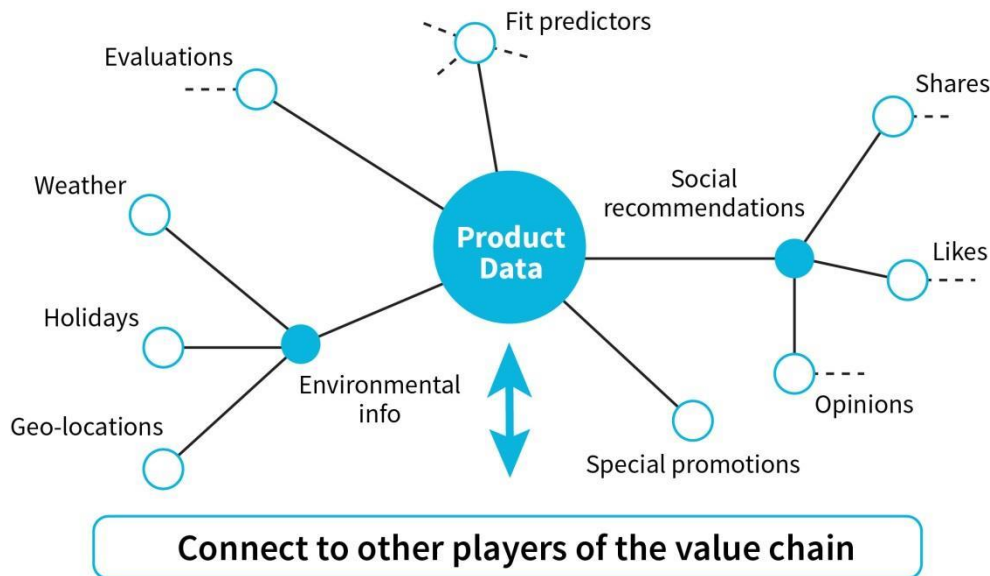 Fit predictors
Evaluations
Shares
Weather
Social
recommendations
Product
Data
Likes
Holidays
Environmental
info
Opinions
Geo-locations
Special promotions
Connect to other players of the value chain